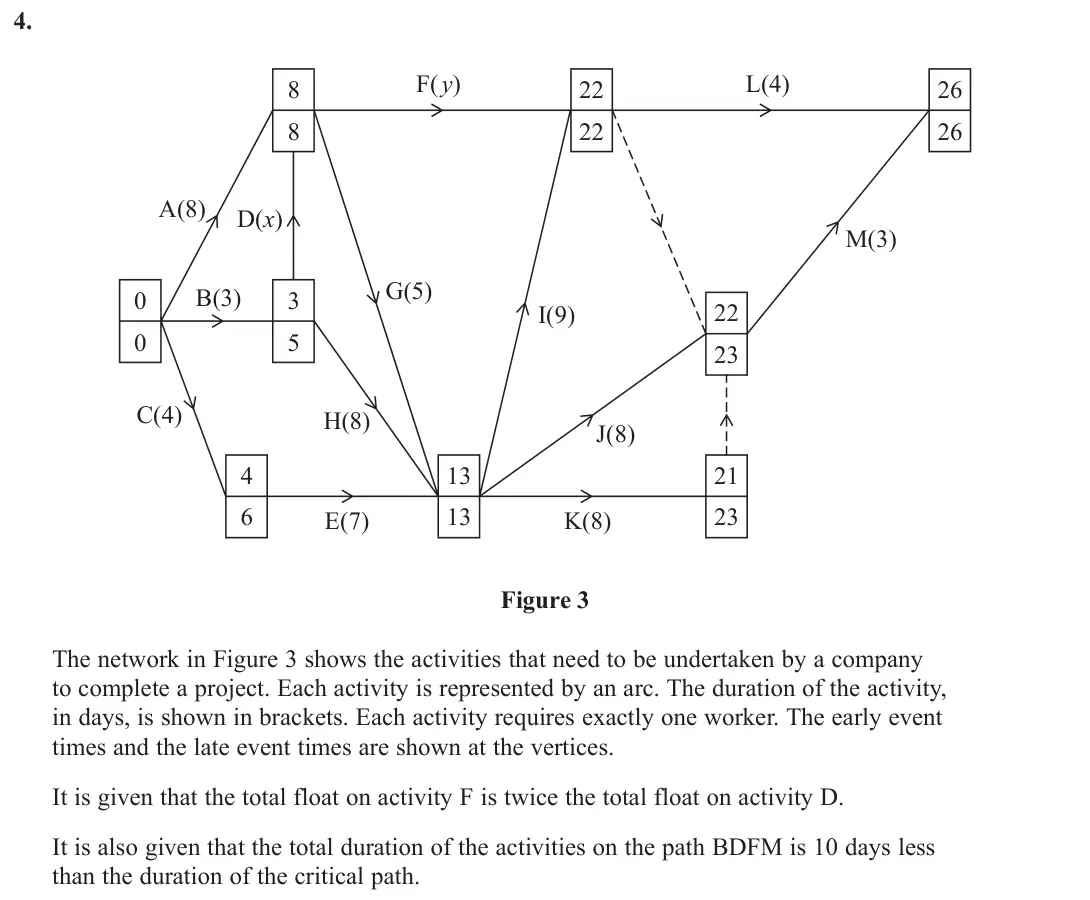 4.
8
F(y)
22
L(4)
26
8
22
26
A(8)
D(x)
M(3)
0
B(3)
3
G(5)
I(9)
22
0
5
23
C(4)
H(8)
J(8)
4
13
21
6
E(7)
13
K(8)
23
Figure 3
The network in Figure 3 shows the activities that need to be undertaken by a company
to complete a project. Each activity is represented by an arc. The duration of the activity,
in days, is shown in brackets. Each activity requires exactly one worker. The early event
times and the late event times are shown at the vertices.
It is given that the total float on activity F is twice the total float on activity D.
It is also given that the total duration of the activities on the path BDFM is 10 days less
than the duration of the critical path.